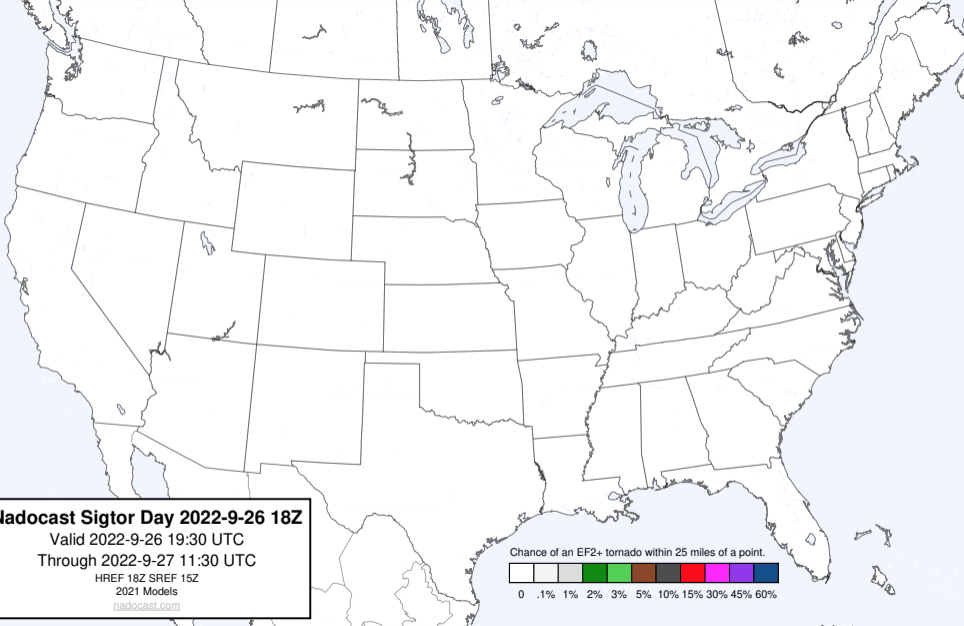 Nadocast Sigtor Day 2022-9-26 18Z
Valid 2022-9-26 19:30 UTC
Through 2022-9-27 11:30 UTC
HREF 18Z SREF 15Z
2021 Models
nadocast.com
Chance of an EF2+ tornado within 25 miles of a point.
0 .1% 1% 2% 3% 5% 10% 15% 30% 45% 60%